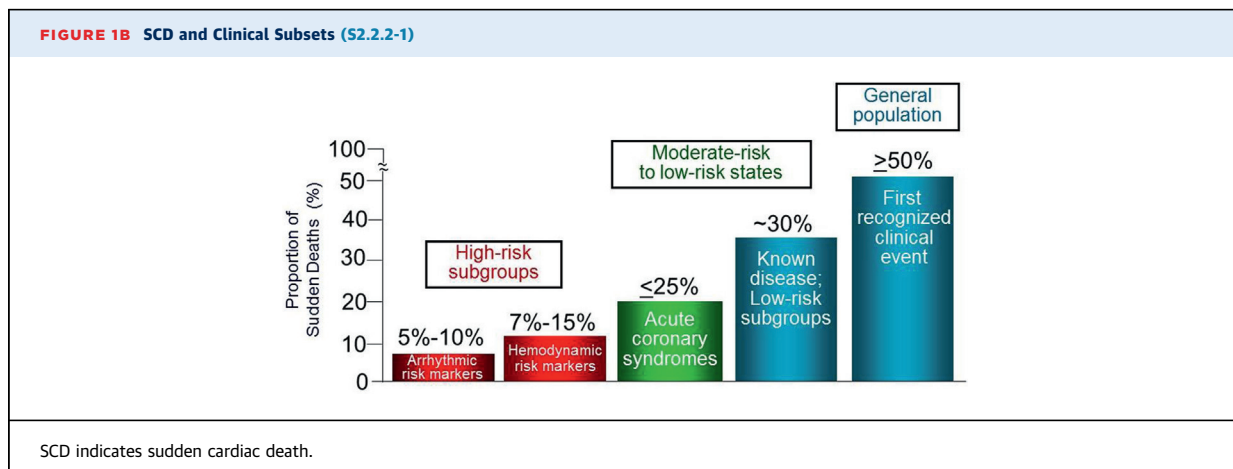 FIGURE 1B SCD and Clinical Subsets (S2.2.2-1)
General
population
Moderate-risk
to low-risk states
High-risk
subgroups
Proportion of
Sudden Deaths (%)
100
50
40
30
20
10
0
5%-10%
Arrhythmic
risk markers
7%-15%
Hemodynamic
risk markers
≤25%
Acute
coronary
syndromes
~30%
Known
disease;
Low-risk
subgroups
≥50%
First
recognized
clinical
event
SCD indicates sudden cardiac death.